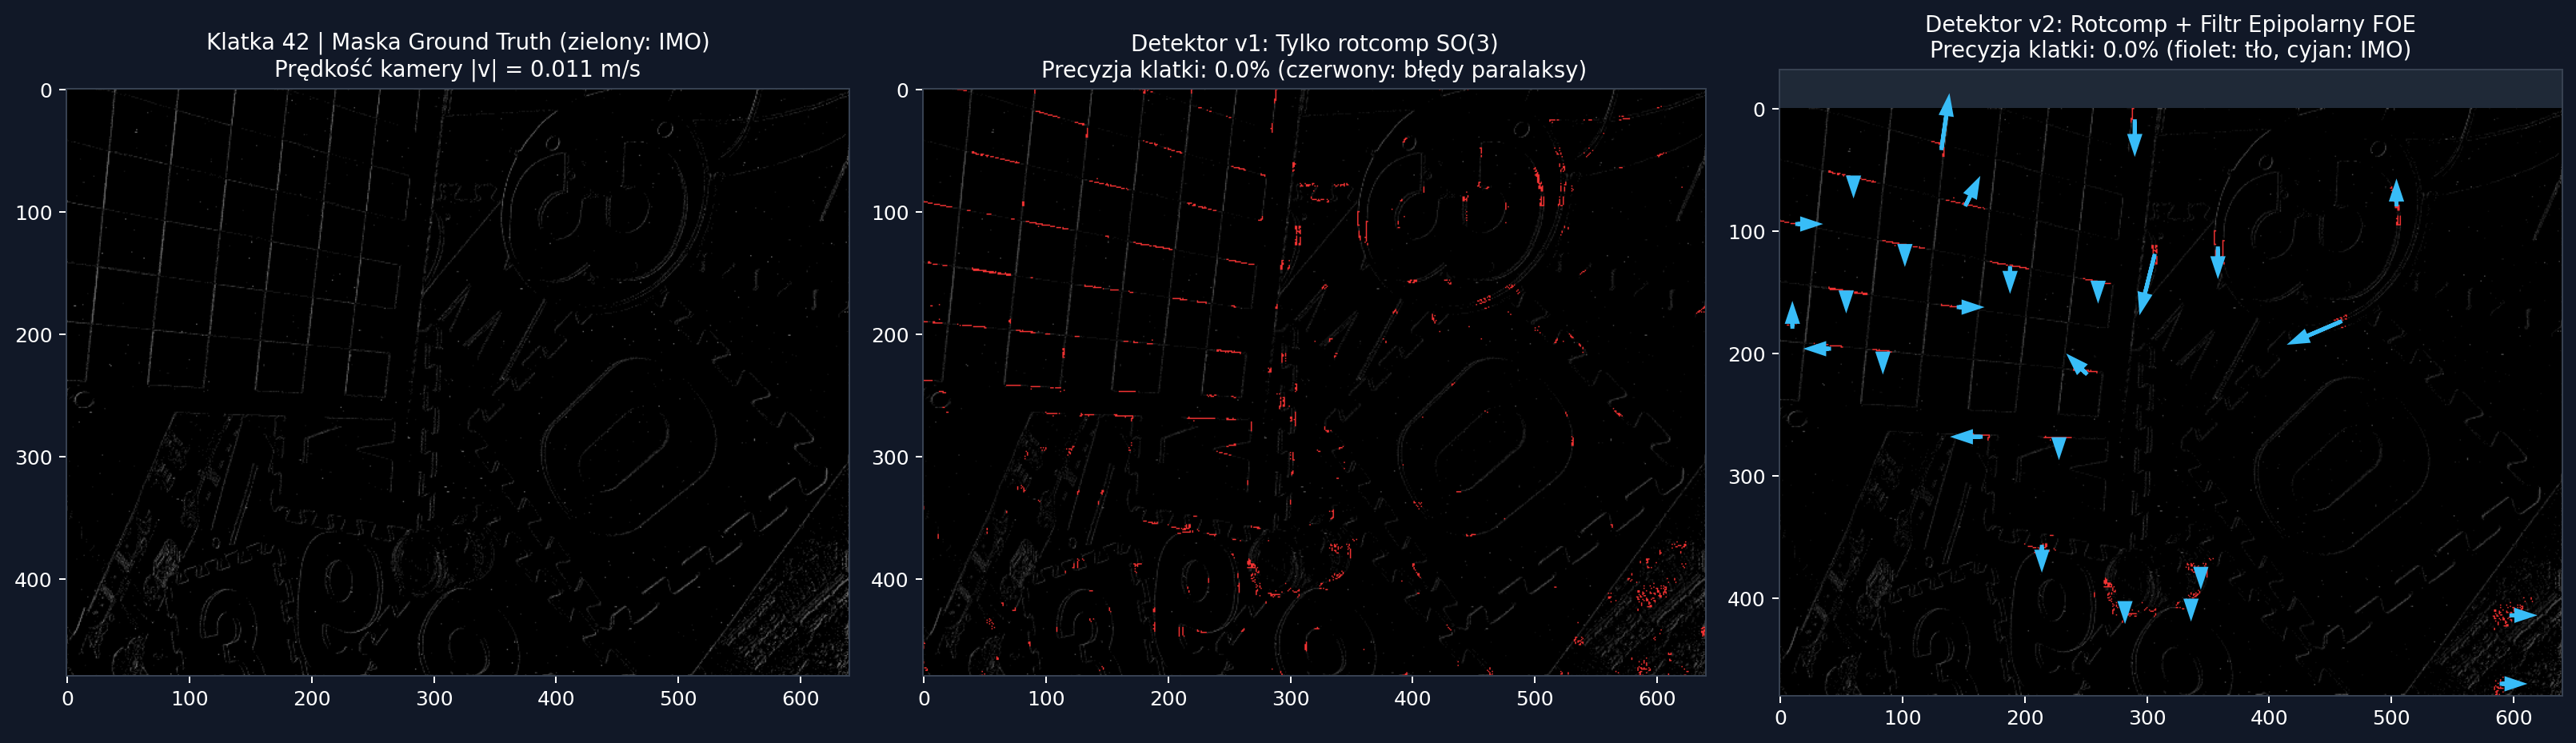 Klatka 42 | Maska Ground Truth (zielony: IMO)
Prędkość kamery |v| = 0.011 m/s
0
100
200
300
400
0 100 200 300 400 500 600
Detektor v1: Tylko rotcomp SO(3)
Precyzja klatki: 0.0% (czerwony: błędy paralaksy)
0
100
200
300
400
0 100 200 300 400 500 600
Detektor v2: Rotcomp + Filtr Epipolarny FOE
Precyzja klatki: 0.0% (fiolet: tło, cyjan: IMO)
0
100
200
300
400
0 100 200 300 400 500 600